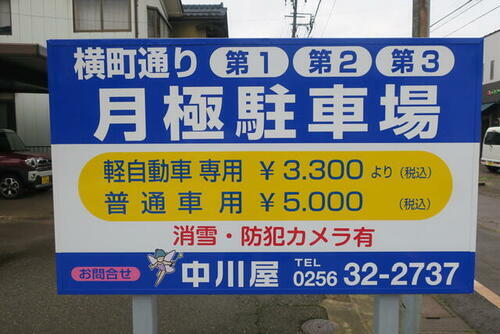 横町通り 第1 第2 第3
月極駐車場
軽自動車 専用 ¥3.300 より (税込)
普通車用 ¥5.000 (税込)
消雪・防犯カメラ有
お問合せ 中川屋 TEL 0256 32-2737